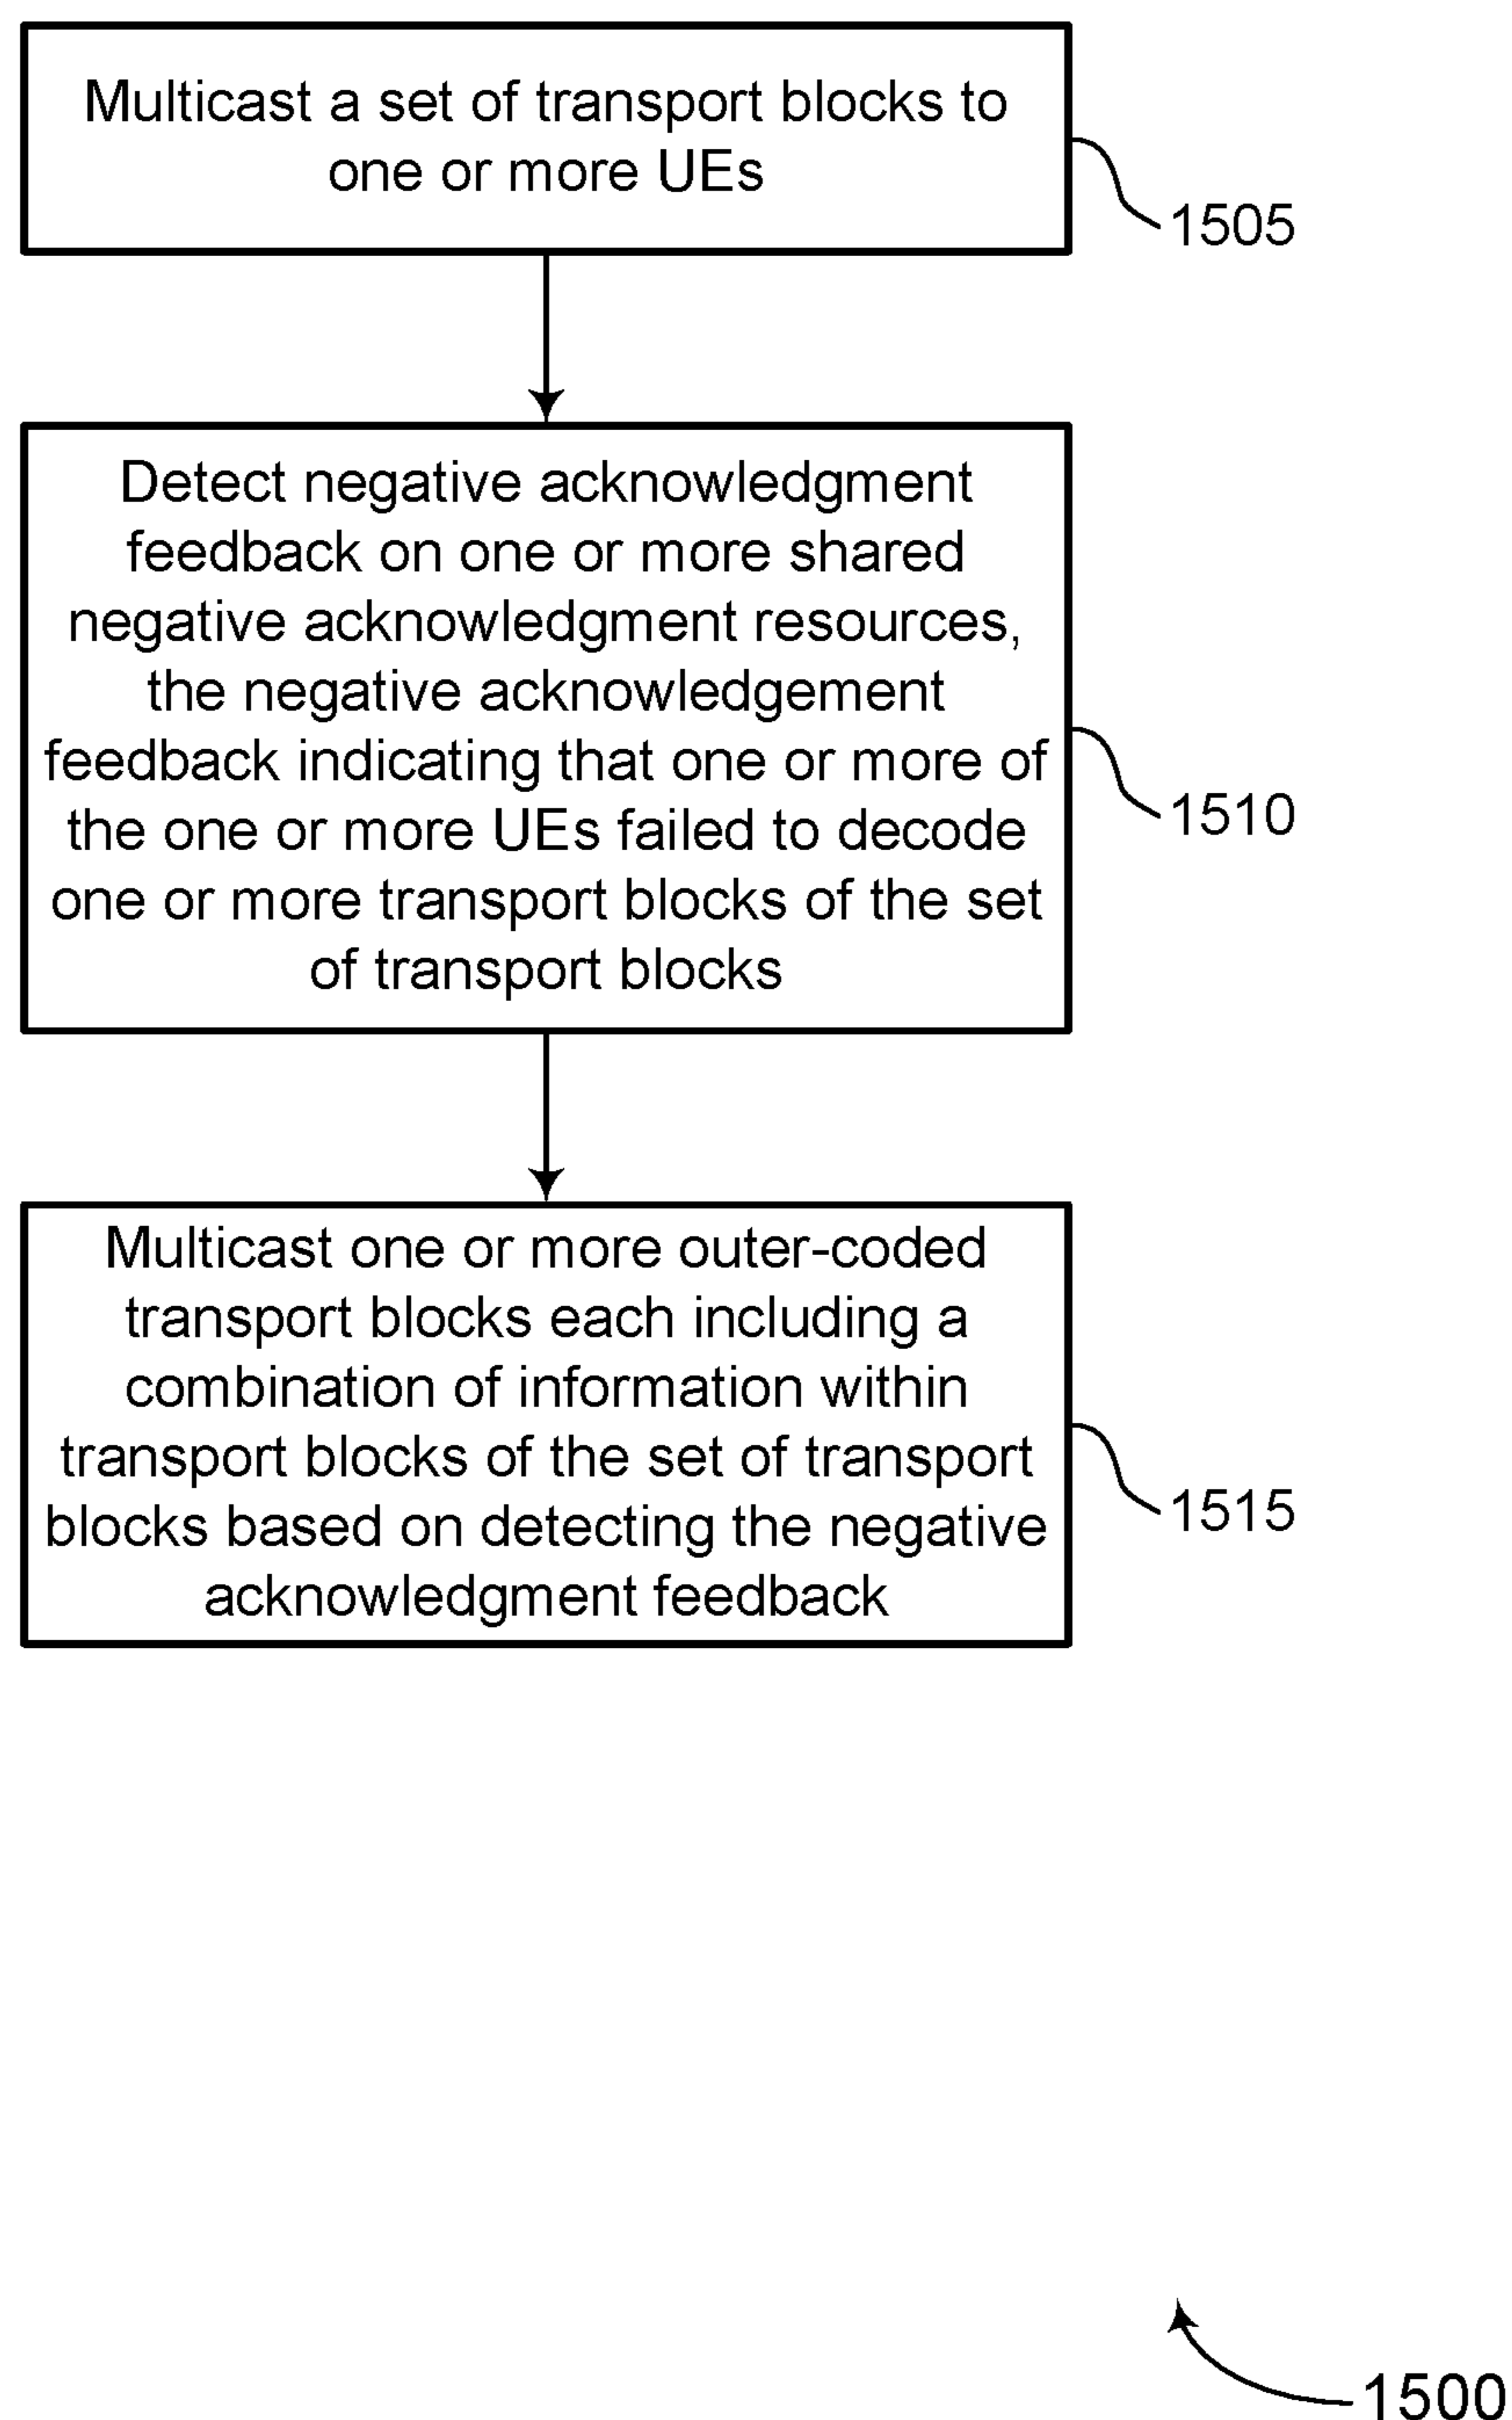 Multicast a set of transport blocks to
one or more UEs
1505
Detect negative acknowledgment
feedback on one or more shared
negative acknowledgment resources,
the negative acknowledgement
feedback indicating that one or more of
the one or more UEs failed to decode
one or more transport blocks of the set
of transport blocks
1510
Multicast one or more outer-coded
transport blocks each including a
combination of information within
transport blocks of the set of transport
blocks based on detecting the negative
acknowledgment feedback
1515
1500